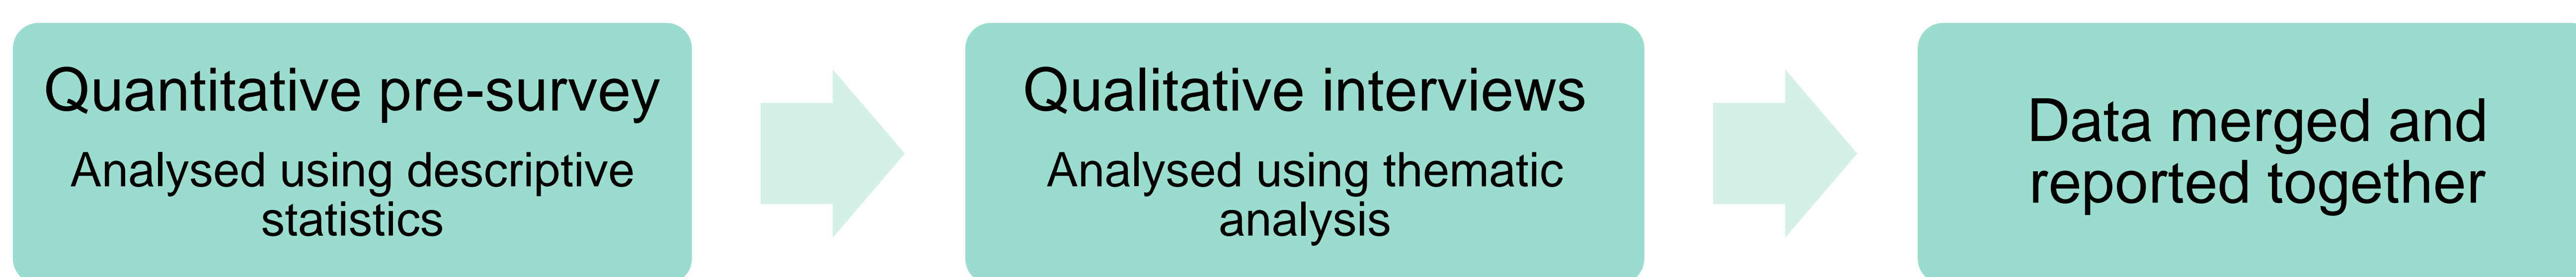 Quantitative pre-survey
Analysed using descriptive
statistics
Qualitative interviews
Analysed using thematic
analysis
Data merged and
reported together